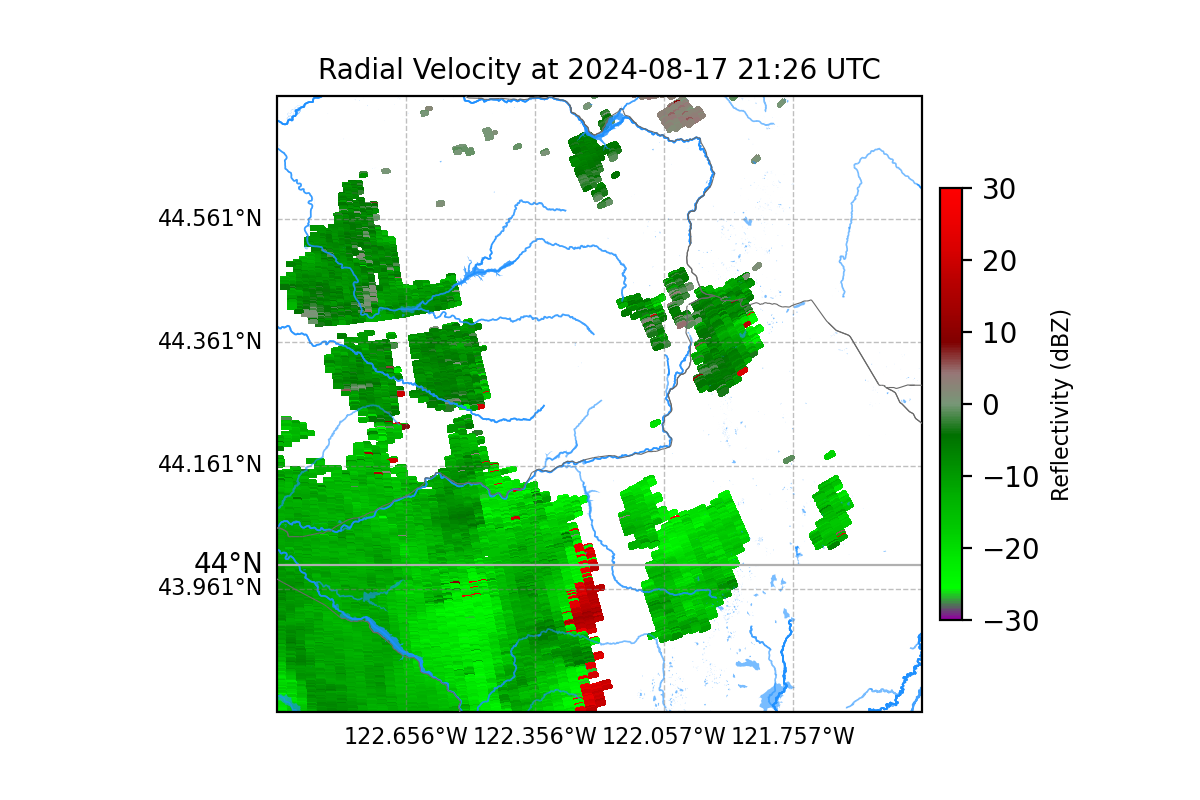 Radial Velocity at 2024-08-17 21:26 UTC
44.561°N
44.361°N
44.161°N
44°N
43.961°N
122.656°W 122.356°W 122.057°W 121.757°W
30
20
10
0
−10
−20
−30
Reflectivity (dBZ)